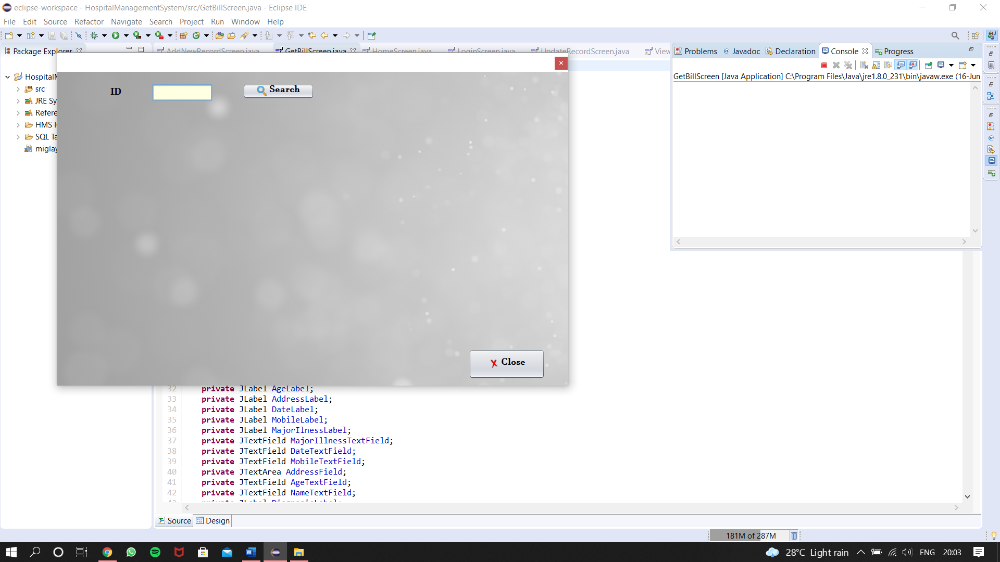 eclipse-workspace - HospitalManagementSystem/src/GetBillScreen.java - Eclipse IDE
File Edit Source Refactor Navigate Search Project Run Window Help
Package Explorer
AddNewRecordScreen.java GetBillScreen.java HomeScreen.java LoginScreen.java UpdateRecordScreen.java View
Problems Javadoc Declaration Console Progress
GetBillScreen [Java Application] C:\Program Files\Java\jre1.8.0_231\bin\javaw.exe (16-Jun
src
JRE Sy
Refere
SQL Ta
miglay
ID
Search
Close
32 private JLabel AgeLabel;
33 private JLabel AddressLabel;
34 private JLabel DateLabel;
35 private JLabel MobileLabel;
36 private JLabel MajorIlnessLabel;
37 private JTextField MajorIllnessTextField;
38 private JTextField DateTextField;
39 private JTextField MobileTextField;
40 private JTextArea AddressField;
41 private JTextField AgeTextField;
42 private JTextField NameTextField;
Source Design
181M of 287M
28°C Light rain ENG 20:03